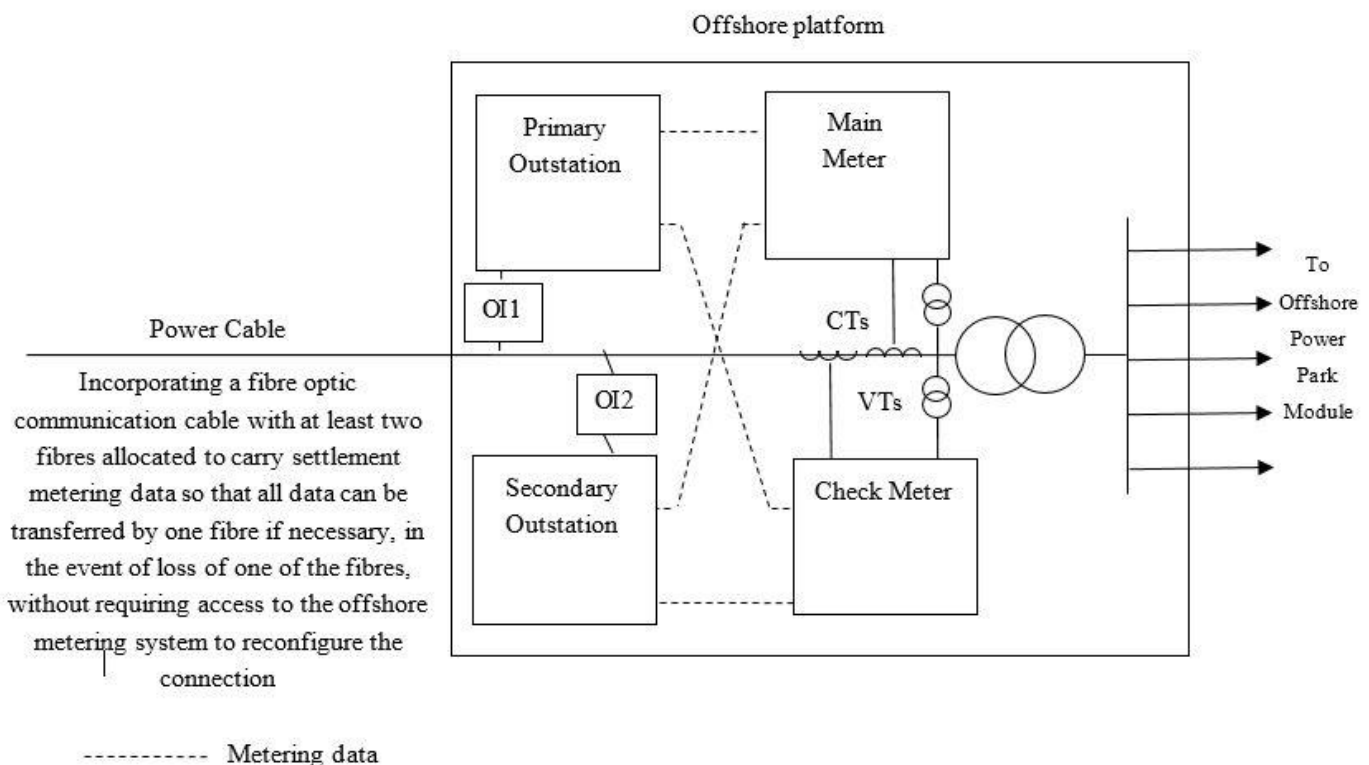 Offshore platform
Primary
Outstation
Main
Meter
OI1
Power Cable
CTs
VTs
OI2
To
Offshore
Power
Park
Module
Incorporating a fibre optic
communication cable with at least two
fibres allocated to carry settlement
metering data so that all data can be
transferred by one fibre if necessary, in
the event of loss of one of the fibres,
without requiring access to the offshore
metering system to reconfigure the
connection
Secondary
Outstation
Check Meter
Metering data